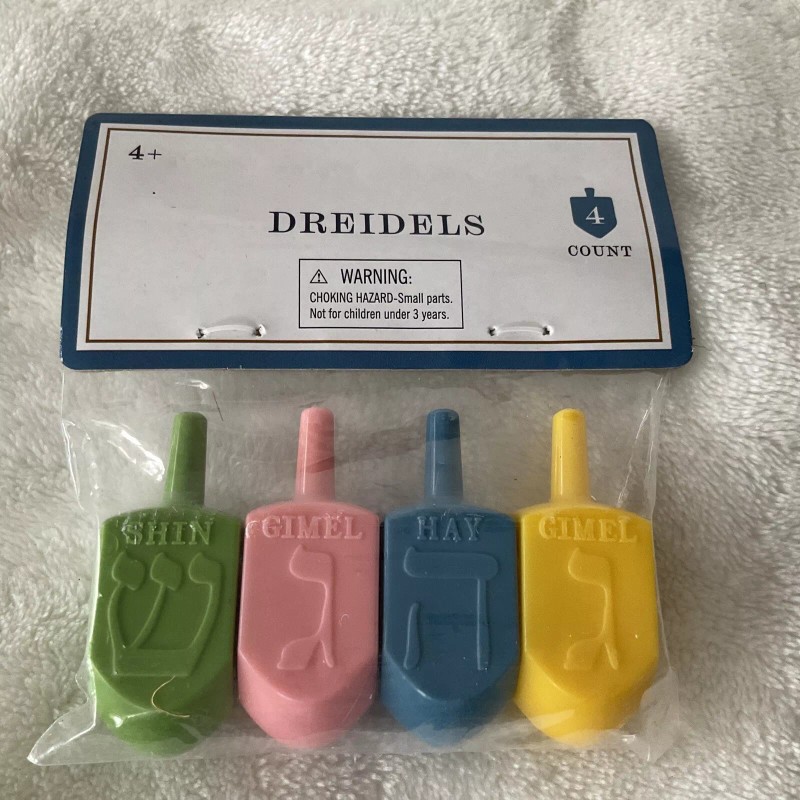 4+
DREIDELS
4
COUNT
⚠ WARNING:
CHOKING HAZARD-Small parts.
Not for children under 3 years.
SHIN GIMEL HAY GIMEL
ש ג ה ג